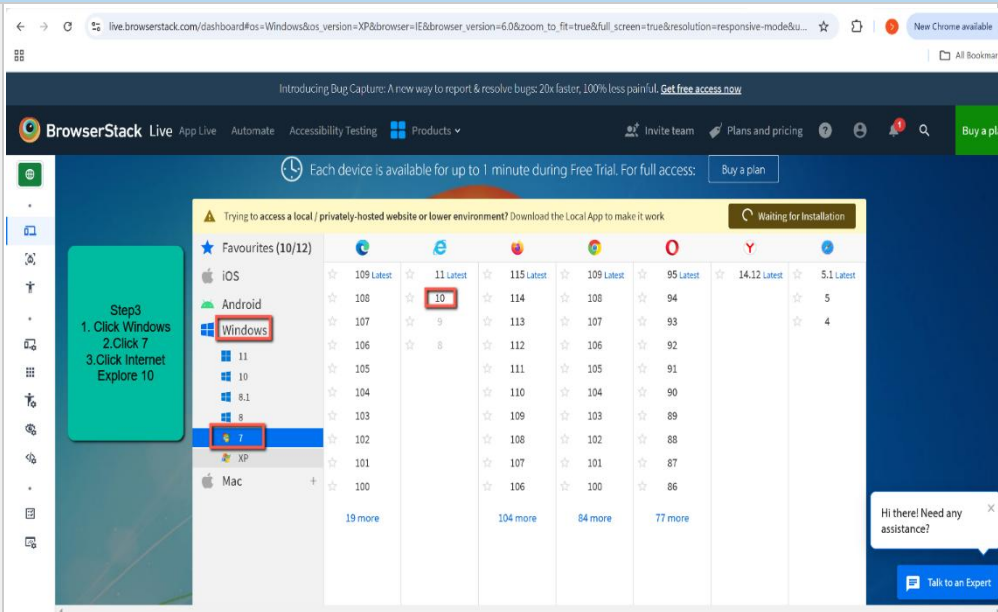 live.browserstack.com/dashboard#os=Windows&os_version=XP&browser=IE&browser_version=6.0&zoom_to_fit=true&full_screen=true&resolution=responsive-mode&u...
New Chrome available
All Bookmar
Introducing Bug Capture: A new way to report & resolve bugs: 20x faster, 100% less painful. Get free access now
BrowserStack Live App Live Automate Accessibility Testing Products Invite team Plans and pricing ? 1 Buy a pla
Each device is available for up to 1 minute during Free Trial. For full access: Buy a plan
Trying to access a local / privately-hosted website or lower environment? Download the Local App to make it work Waiting for Installation
Favourites (10/12)
iOS
Android
Windows
11
10
8.1
8
7
XP
Mac +
109 Latest 11 Latest 115 Latest 109 Latest 95 Latest 14.12 Latest 5.1 Latest
108 10 114 108 94 5
107 9 113 107 93 4
106 8 112 106 92
105 111 105 91
104 110 104 90
103 109 103 89
102 108 102 88
101 107 101 87
100 106 100 86
19 more 104 more 84 more 77 more
Step3
1. Click Windows
2.Click 7
3.Click Internet
Explore 10
Hi there! Need any
assistance?
Talk to an Expert